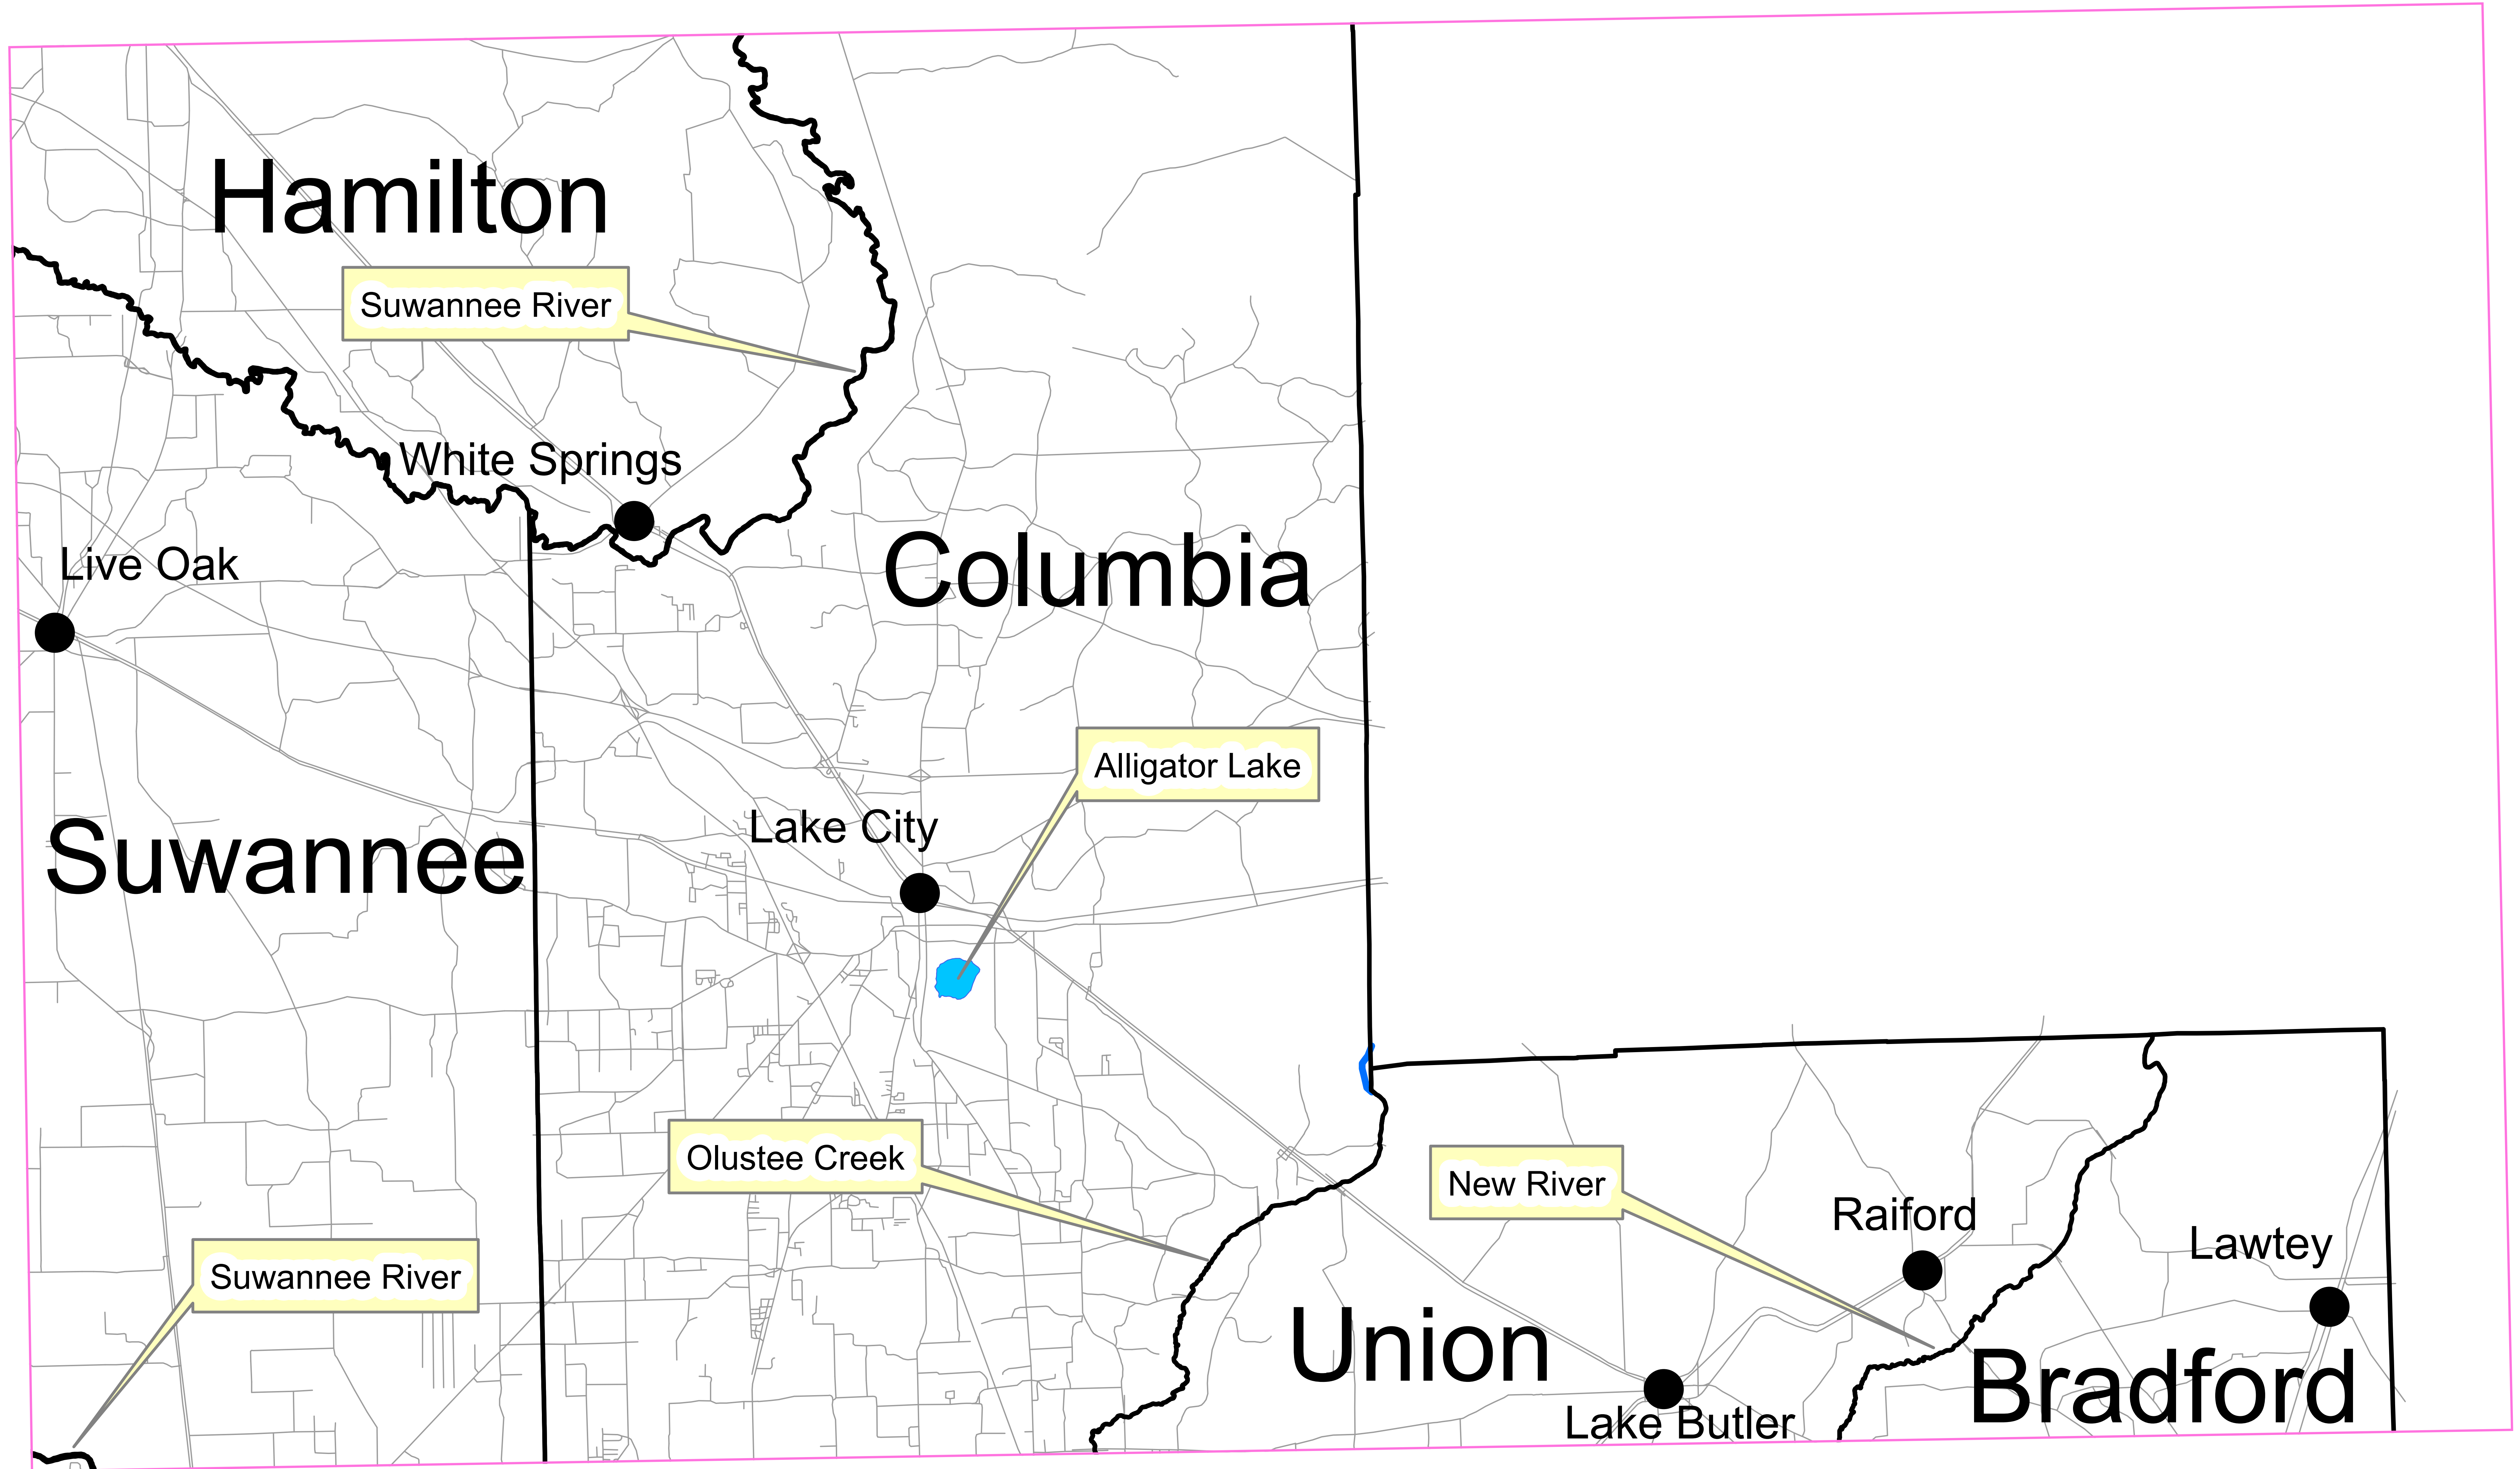 Hamilton
Suwannee River
White Springs
Live Oak
Columbia
Alligator Lake
Lake City
Suwannee
Olustee Creek
New River
Raiford
Lawtey
Suwannee River
Union
Bradford
Lake Butler